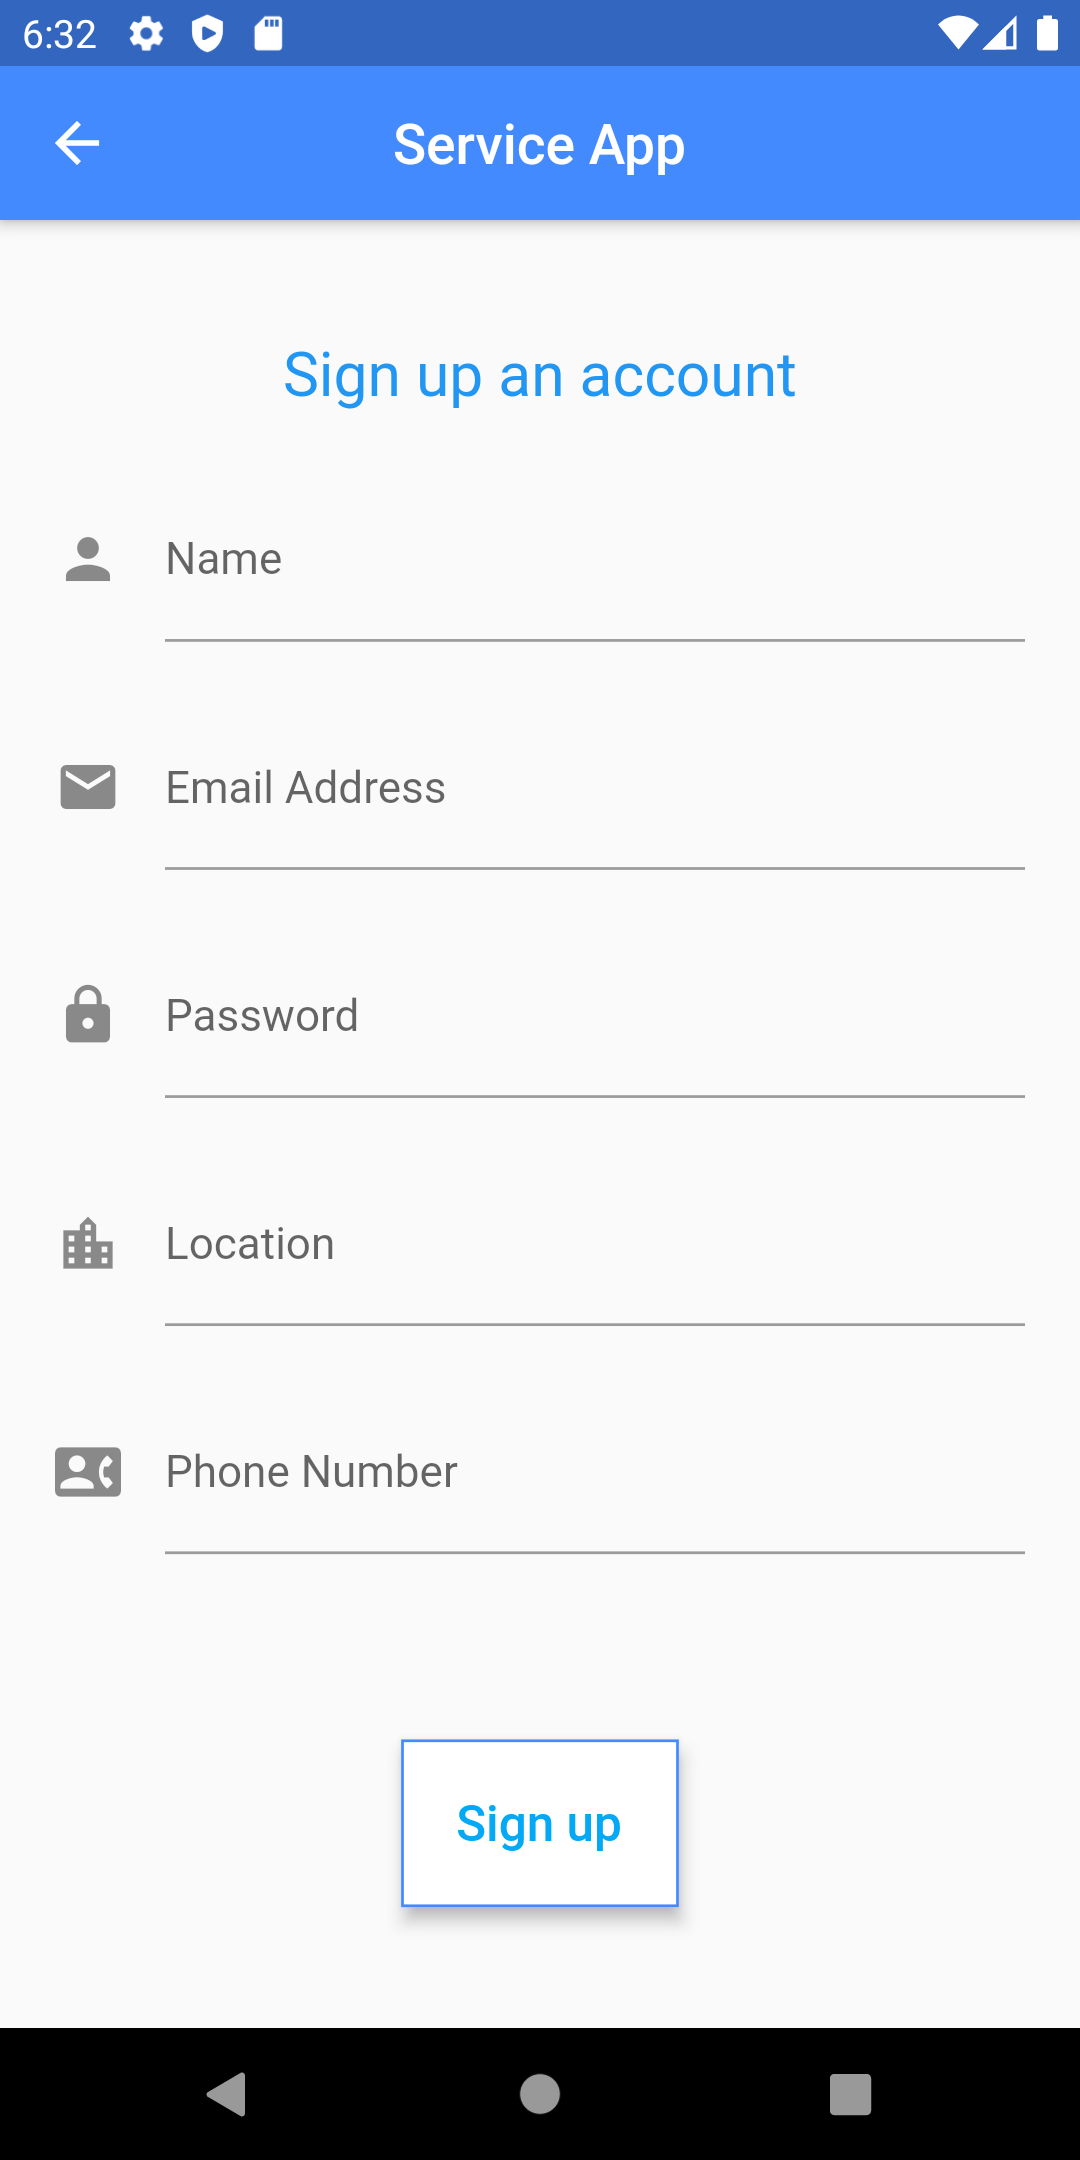 6:32
Service App
Sign up an account
Name
Email Address
Password
Location
Phone Number
Sign up